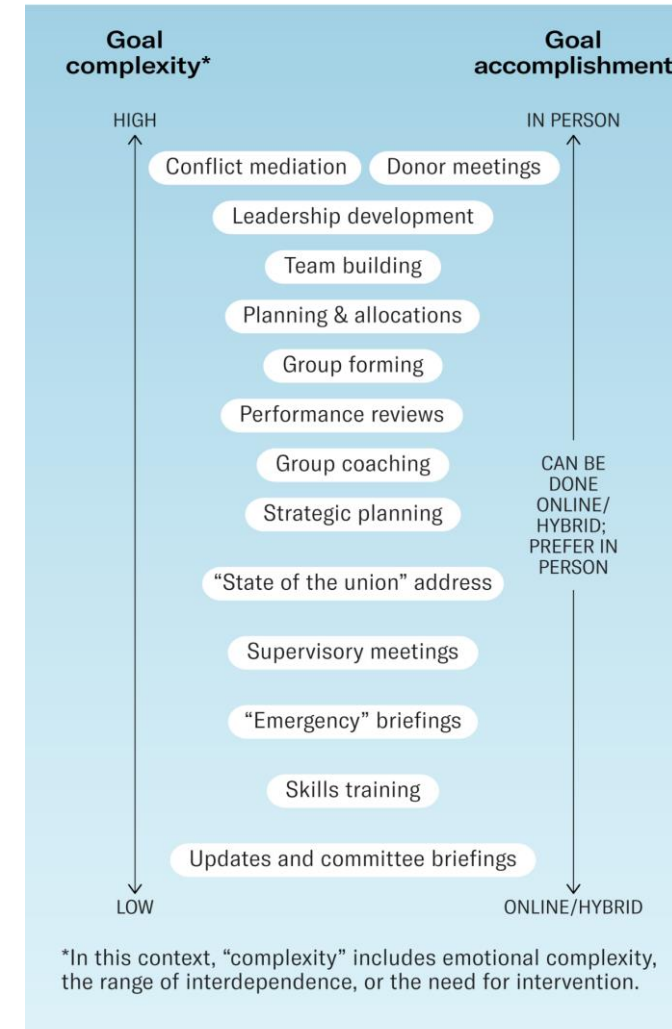 Goal
complexity*
Goal
accomplishment
HIGH
IN PERSON
Conflict mediation
Donor meetings
Leadership development
Team building
Planning & allocations
Group forming
Performance reviews
Group coaching
Strategic planning
CAN BE
DONE
ONLINE/
HYBRID;
PREFER IN
PERSON
“State of the union” address
Supervisory meetings
“Emergency” briefings
Skills training
Updates and committee briefings
LOW
ONLINE/HYBRID
*In this context, “complexity” includes emotional complexity,
the range of interdependence, or the need for intervention.